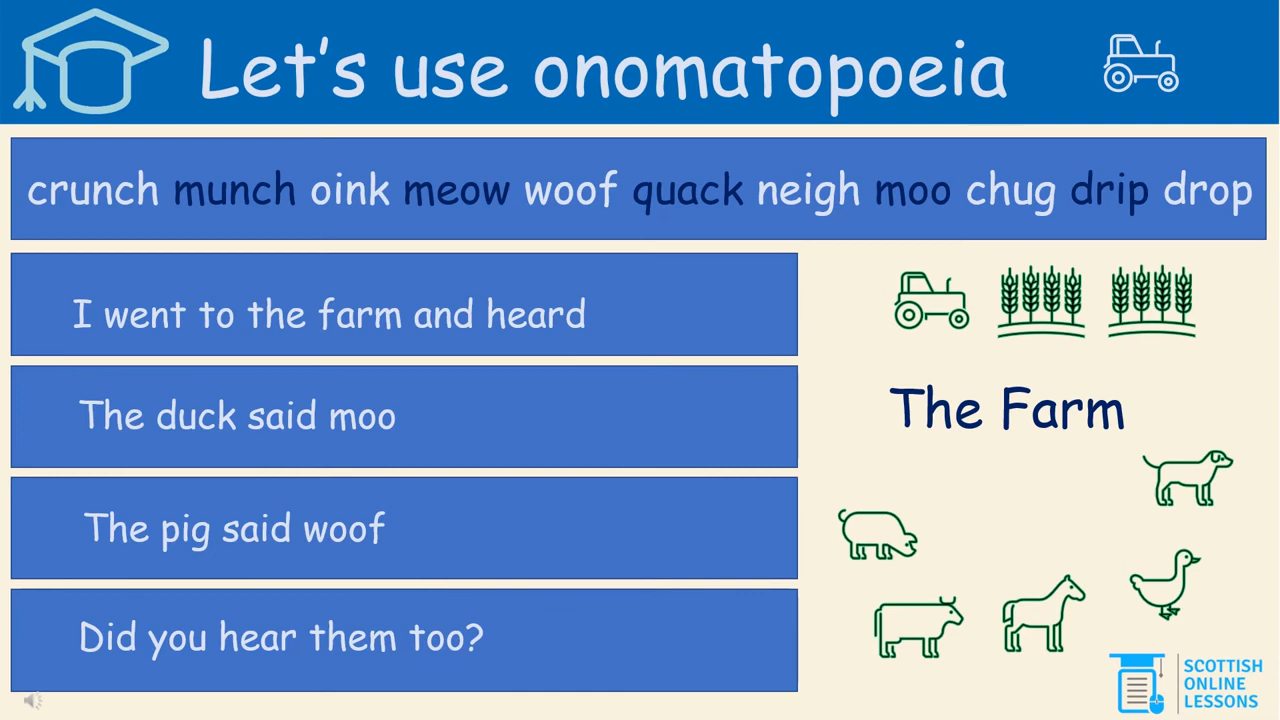 Let's use onomatopoeia
crunch munch oink meow woof quack neigh moo chug drip drop
I went to the farm and heard
The duck said moo
The pig said woof
Did you hear them too?
The Farm
SCOTTISH
ONLINE
LESSONS